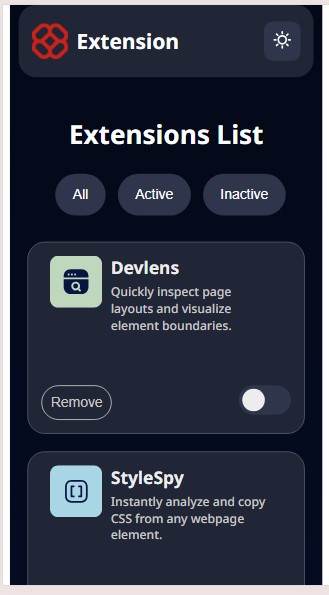 Extension
Extensions List
All
Active
Inactive
Devlens
Quickly inspect page
layouts and visualize
element boundaries.
Remove
StyleSpy
Instantly analyze and copy
CSS from any webpage
element.